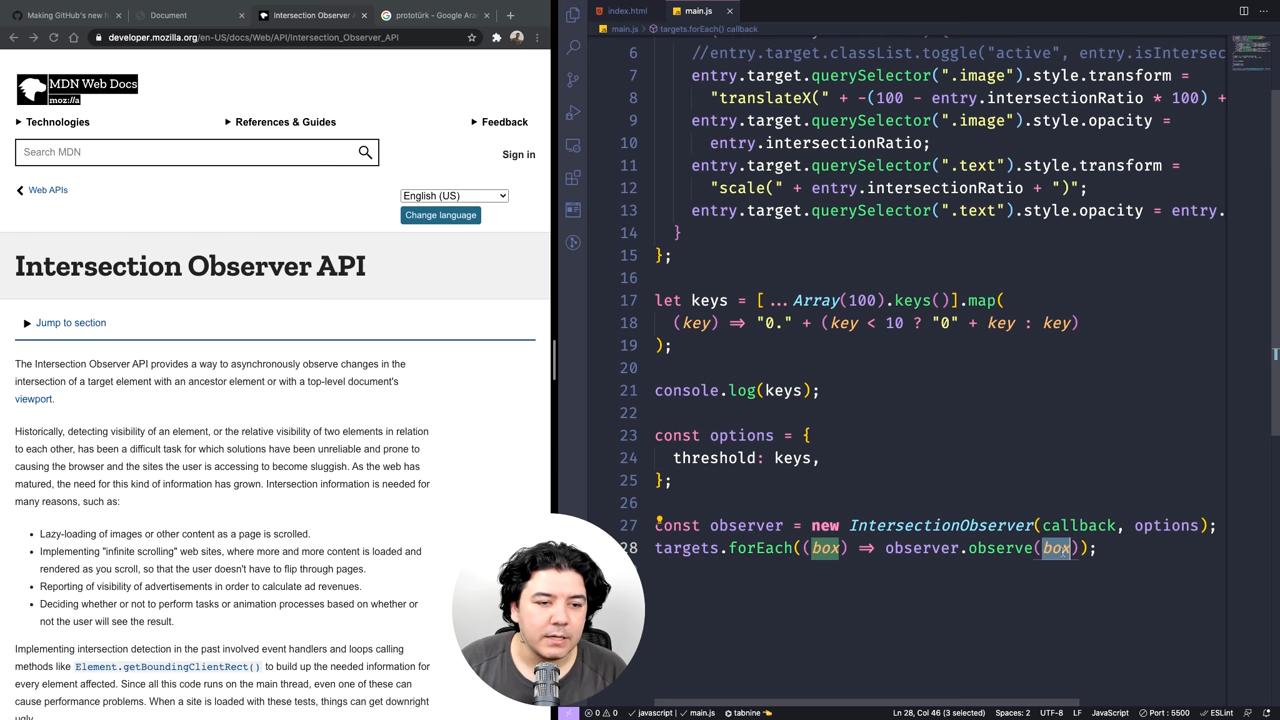 Making GitHub's new h
Document
Intersection Observer A
prototürk - Google Ara
developer.mozilla.org/en-US/docs/Web/API/Intersection_Observer_API
MDN Web Docs
moz://a
Technologies
References & Guides
Feedback
Search MDN
Sign in
Web APIs
English (US)
Change language
Intersection Observer API
Jump to section
The Intersection Observer API provides a way to asynchronously observe changes in the
intersection of a target element with an ancestor element or with a top-level document's
viewport.
Historically, detecting visibility of an element, or the relative visibility of two elements in relation
to each other, has been a difficult task for which solutions have been unreliable and prone to
causing the browser and the sites the user is accessing to become sluggish. As the web has
matured, the need for this kind of information has grown. Intersection information is needed for
many reasons, such as:
Lazy-loading of images or other content as a page is scrolled.
Implementing "infinite scrolling" web sites, where more and more content is loaded and
rendered as you scroll, so that the user doesn't have to flip through pages.
Reporting of visibility of advertisements in order to calculate ad revenues.
Deciding whether or not to perform tasks or animation processes based on whether or
not the user will see the result.
Implementing intersection detection in the past involved event handlers and loops calling
methods like Element.getBoundingClientRect() to build up the needed information for
every element affected. Since all this code runs on the main thread, even one of these can
cause performance problems. When a site is loaded with these tests, things can get downright
ugly.
index.html
main.js
main.js > targets.forEach() callback
6 //entry.target.classList.toggle("active", entry.isIntersec
7 entry.target.querySelector(".image").style.transform =
8 "translateX(" + -(100 - entry.intersectionRatio * 100) +
9 entry.target.querySelector(".image").style.opacity =
10 entry.intersectionRatio;
11 entry.target.querySelector(".text").style.transform =
12 "scale(" + entry.intersectionRatio + ")";
13 entry.target.querySelector(".text").style.opacity = entry.
14 }
15 };
16
17 let keys = [...Array(100).keys()].map(
18 (key) => "0." + (key < 10 ? "0" + key : key)
19 );
20
21 console.log(keys);
22
23 const options = {
24 threshold: keys,
25 };
26
27 const observer = new IntersectionObserver(callback, options);
28 targets.forEach((box) => observer.observe(box));
0 0 javascript | main.js tabnine Ln 28, Col 46 (3 selected) Spaces: 2 UTF-8 LF JavaScript Port : 5500 ESLint